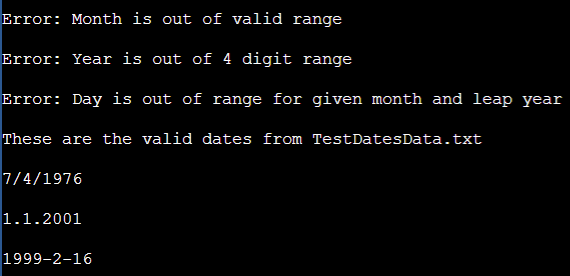 Error: Month is out of valid range
Error: Year is out of 4 digit range
Error: Day is out of range for given month and leap year
These are the valid dates from TestDatesData.txt
7/4/1976
1.1.2001
1999-2-16